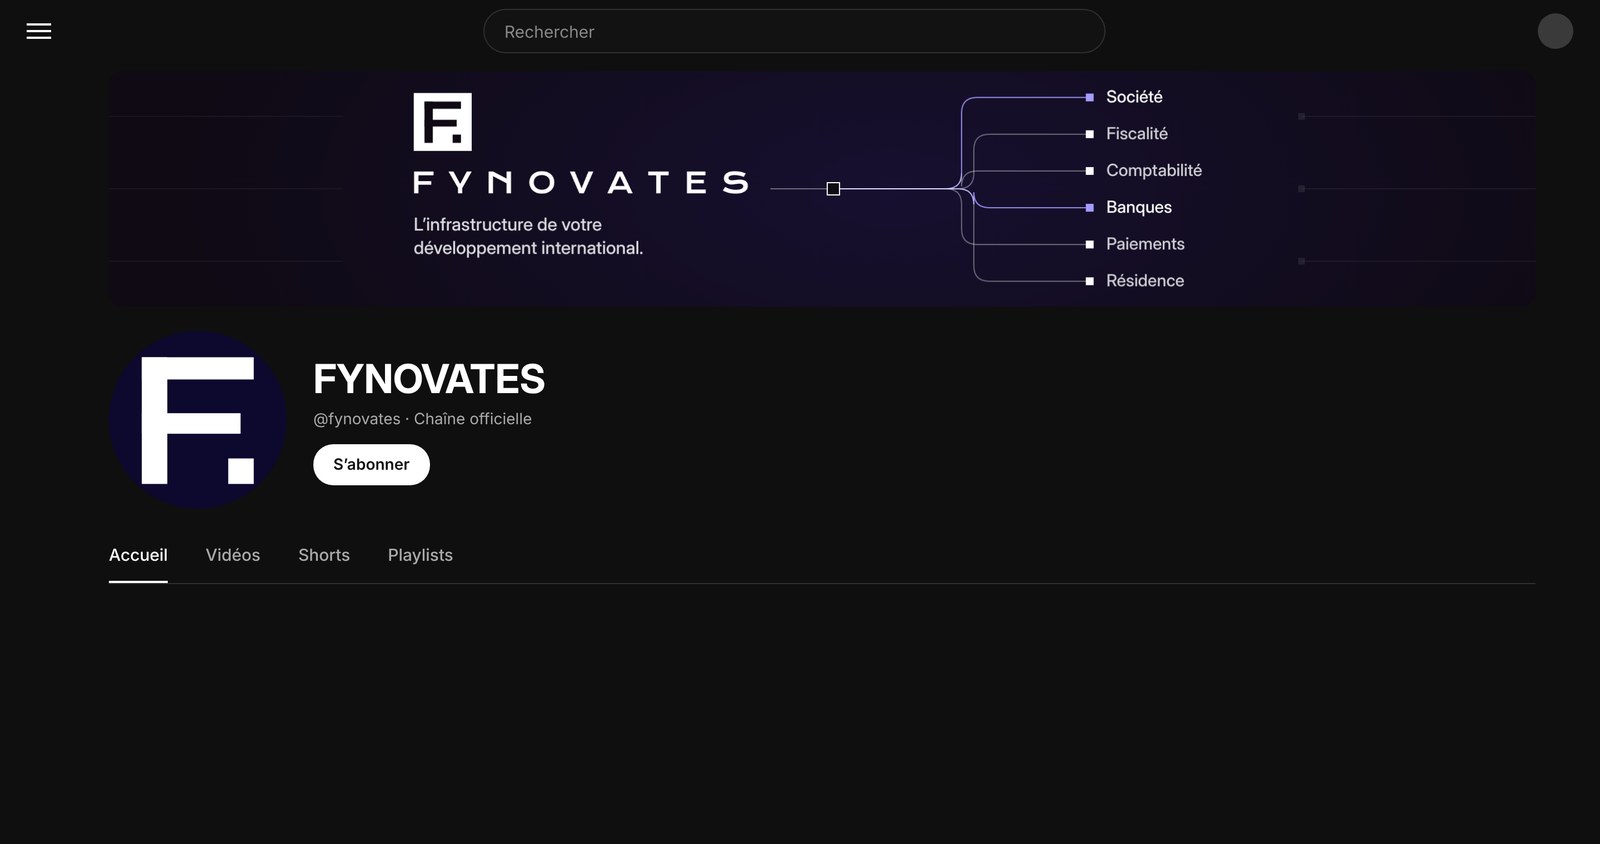 Rechercher
F.
FYNOVATES
L’infrastructure de votre
développement international.
Société
Fiscalité
Comptabilité
Banques
Paiements
Résidence
F.
FYNOVATES
@fynovates · Chaîne officielle
S’abonner
Accueil Vidéos Shorts Playlists